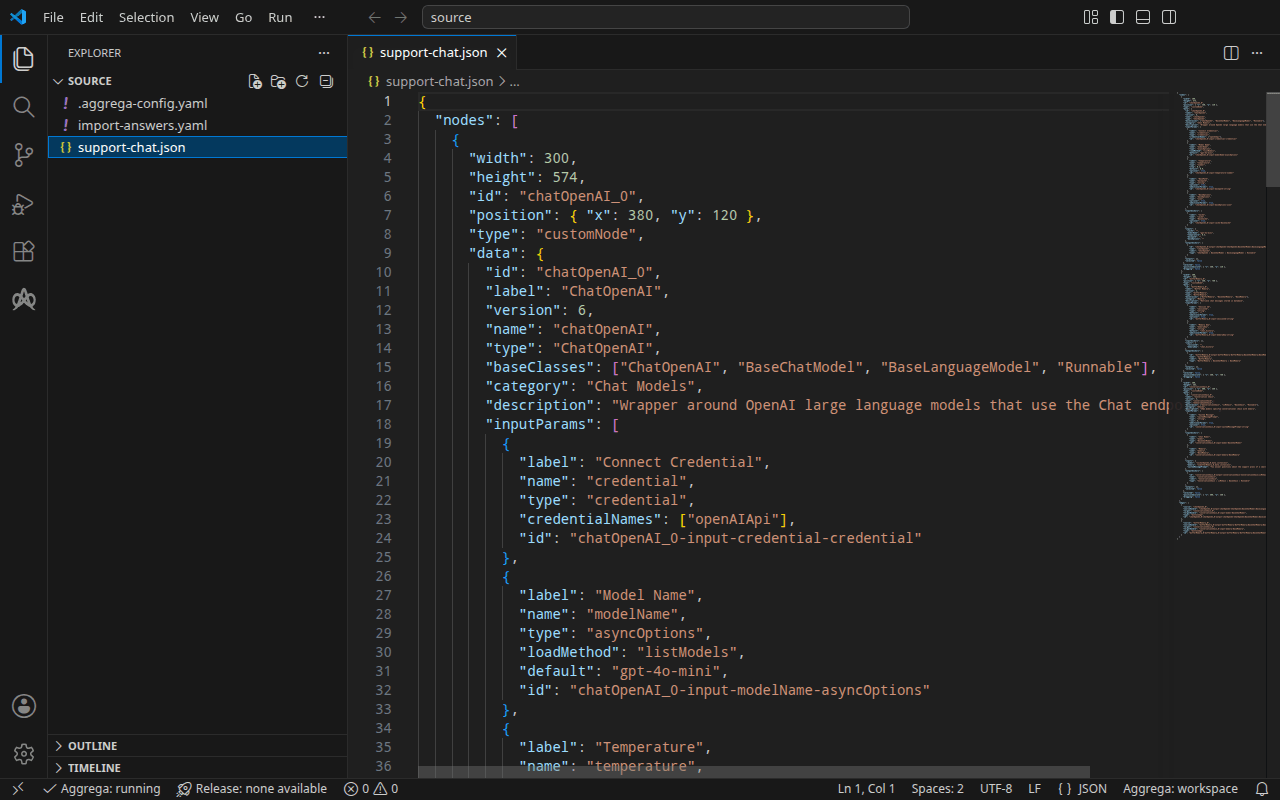 File Edit Selection View Go Run ···
source
EXPLORER ···
SOURCE
.aggrega-config.yaml
import-answers.yaml
support-chat.json
OUTLINE
TIMELINE
support-chat.json
support-chat.json > ...
1 {
2 "nodes": [
3 {
4 "width": 300,
5 "height": 574,
6 "id": "chatOpenAI_0",
7 "position": { "x": 380, "y": 120 },
8 "type": "customNode",
9 "data": {
10 "id": "chatOpenAI_0",
11 "label": "ChatOpenAI",
12 "version": 6,
13 "name": "chatOpenAI",
14 "type": "ChatOpenAI",
15 "baseClasses": ["ChatOpenAI", "BaseChatModel", "BaseLanguageModel", "Runnable"],
16 "category": "Chat Models",
17 "description": "Wrapper around OpenAI large language models that use the Chat endp
18 "inputParams": [
19 {
20 "label": "Connect Credential",
21 "name": "credential",
22 "type": "credential",
23 "credentialNames": ["openAIApi"],
24 "id": "chatOpenAI_0-input-credential-credential"
25 },
26 {
27 "label": "Model Name",
28 "name": "modelName",
29 "type": "asyncOptions",
30 "loadMethod": "listModels",
31 "default": "gpt-4o-mini",
32 "id": "chatOpenAI_0-input-modelName-asyncOptions"
33 },
34 {
35 "label": "Temperature",
36 "name": "temperature",
Aggrega: running Release: none available 0 0 Ln 1, Col 1 Spaces: 2 UTF-8 LF { } JSON Aggrega: workspace